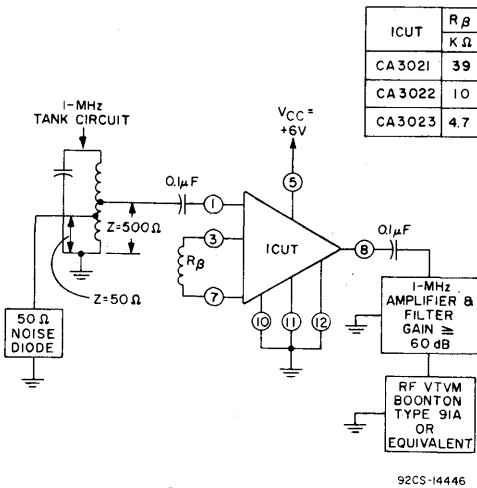 ICUT
Rβ
KΩ
CA3021 39
CA3022 10
CA3023 4.7
1-MHz
TANK CIRCUIT
VCC =
+6V
0.1µF
1
5
Z=500Ω
3
ICUT
8
0.1µF
Rβ
7
Z=50Ω
10
11
12
50 Ω
NOISE
DIODE
1-MHz
AMPLIFIER &
FILTER
GAIN ≥
60 dB
RF VTVM
BOONTON
TYPE 91A
OR
EQUIVALENT
92CS-14446